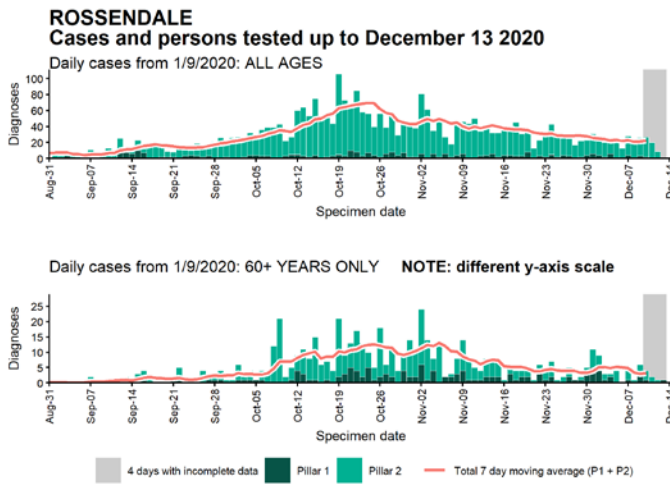 ROSSENDALE
Cases and persons tested up to December 13 2020
Daily cases from 1/9/2020: ALL AGES
Diagnoses
100
80
60
40
20
0
Aug-31
Sep-07
Sep-14
Sep-21
Sep-28
Oct-05
Oct-12
Oct-19
Oct-26
Nov-02
Nov-09
Nov-16
Nov-23
Nov-30
Dec-07
Dec-14
Specimen date
Daily cases from 1/9/2020: 60+ YEARS ONLY NOTE: different y-axis scale
Diagnoses
25
20
15
10
5
0
Aug-31
Sep-07
Sep-14
Sep-21
Sep-28
Oct-05
Oct-12
Oct-19
Oct-26
Nov-02
Nov-09
Nov-16
Nov-23
Nov-30
Dec-07
Dec-14
Specimen date
4 days with incomplete data Pillar 1 Pillar 2 Total 7 day moving average (P1 + P2)